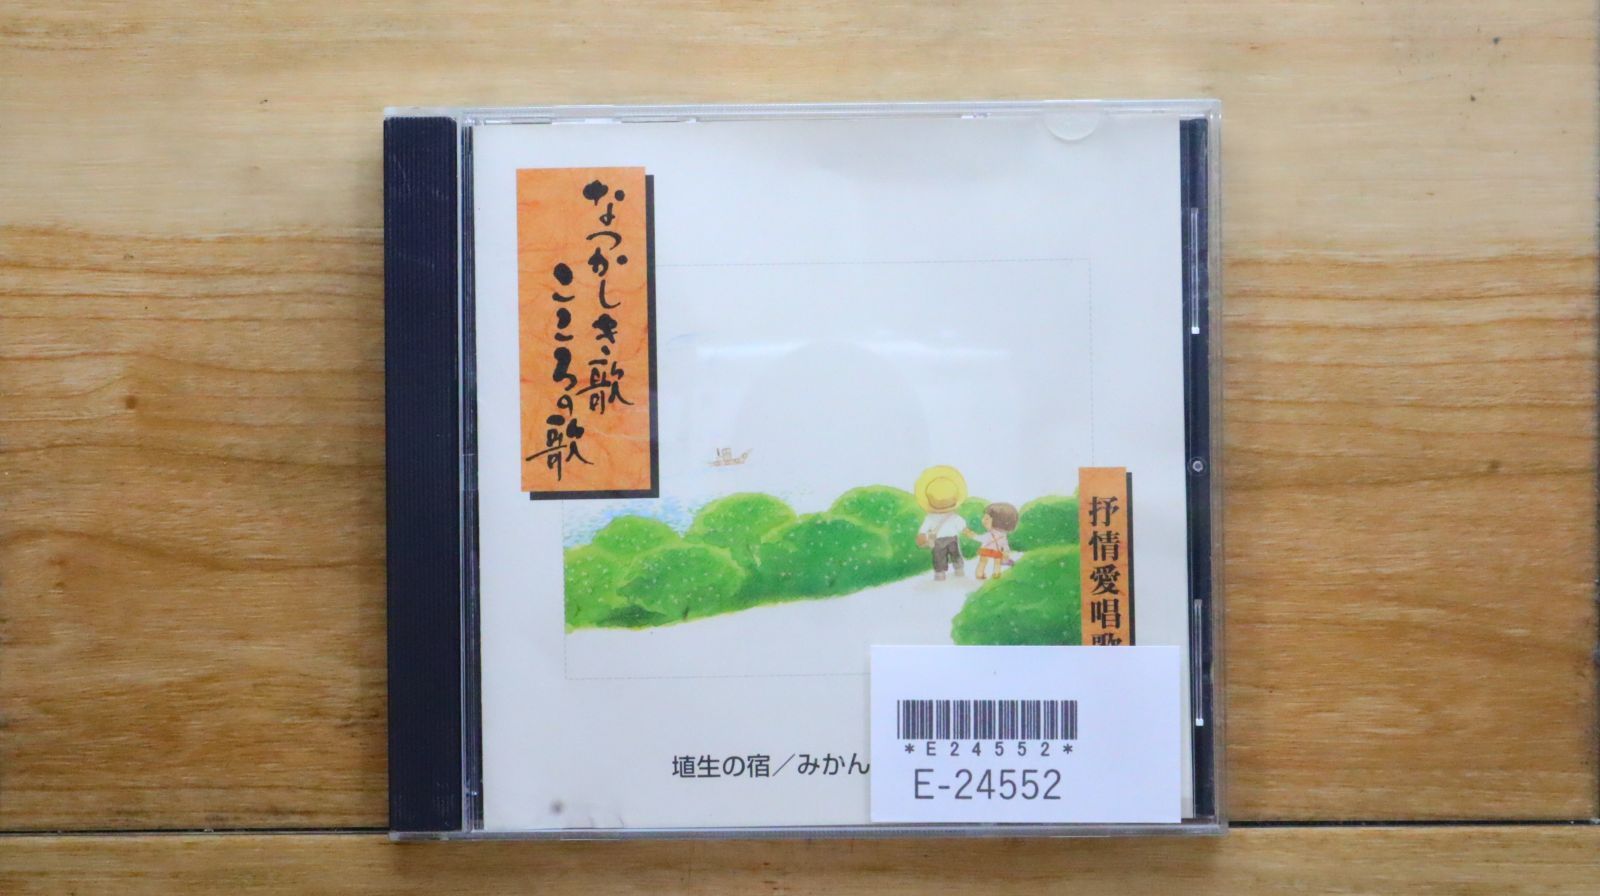 なつかしき歌
こころの歌
抒情愛唱歌
埴生の宿／みかん
*E24552*
E-24552